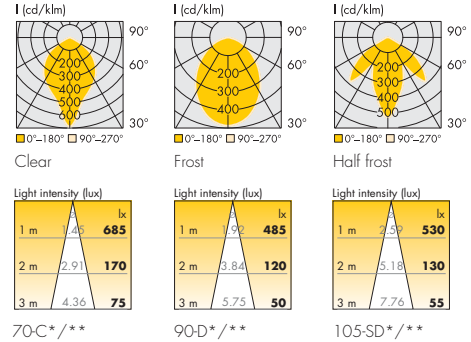 I (cd/klm) I (cd/klm) I (cd/klm)
90° 90° 90°
60° 60° 60°
200 200 200
300 300 300
400 400 400
500 500
600
30° 30° 30°
0°–180° 90°–270° 0°–180° 90°–270° 0°–180° 90°–270°
Clear Frost Half frost
Light intensity (lux) Light intensity (lux) Light intensity (lux)
lx lx lx
1 m 1.45 685 1 m 1.92 485 1 m 2.59 530
2 m 2.91 170 2 m 3.84 120 2 m 5.18 130
3 m 4.36 75 3 m 5.75 50 3 m 7.76 55
70-C*/** 90-D*/** 105-SD*/**